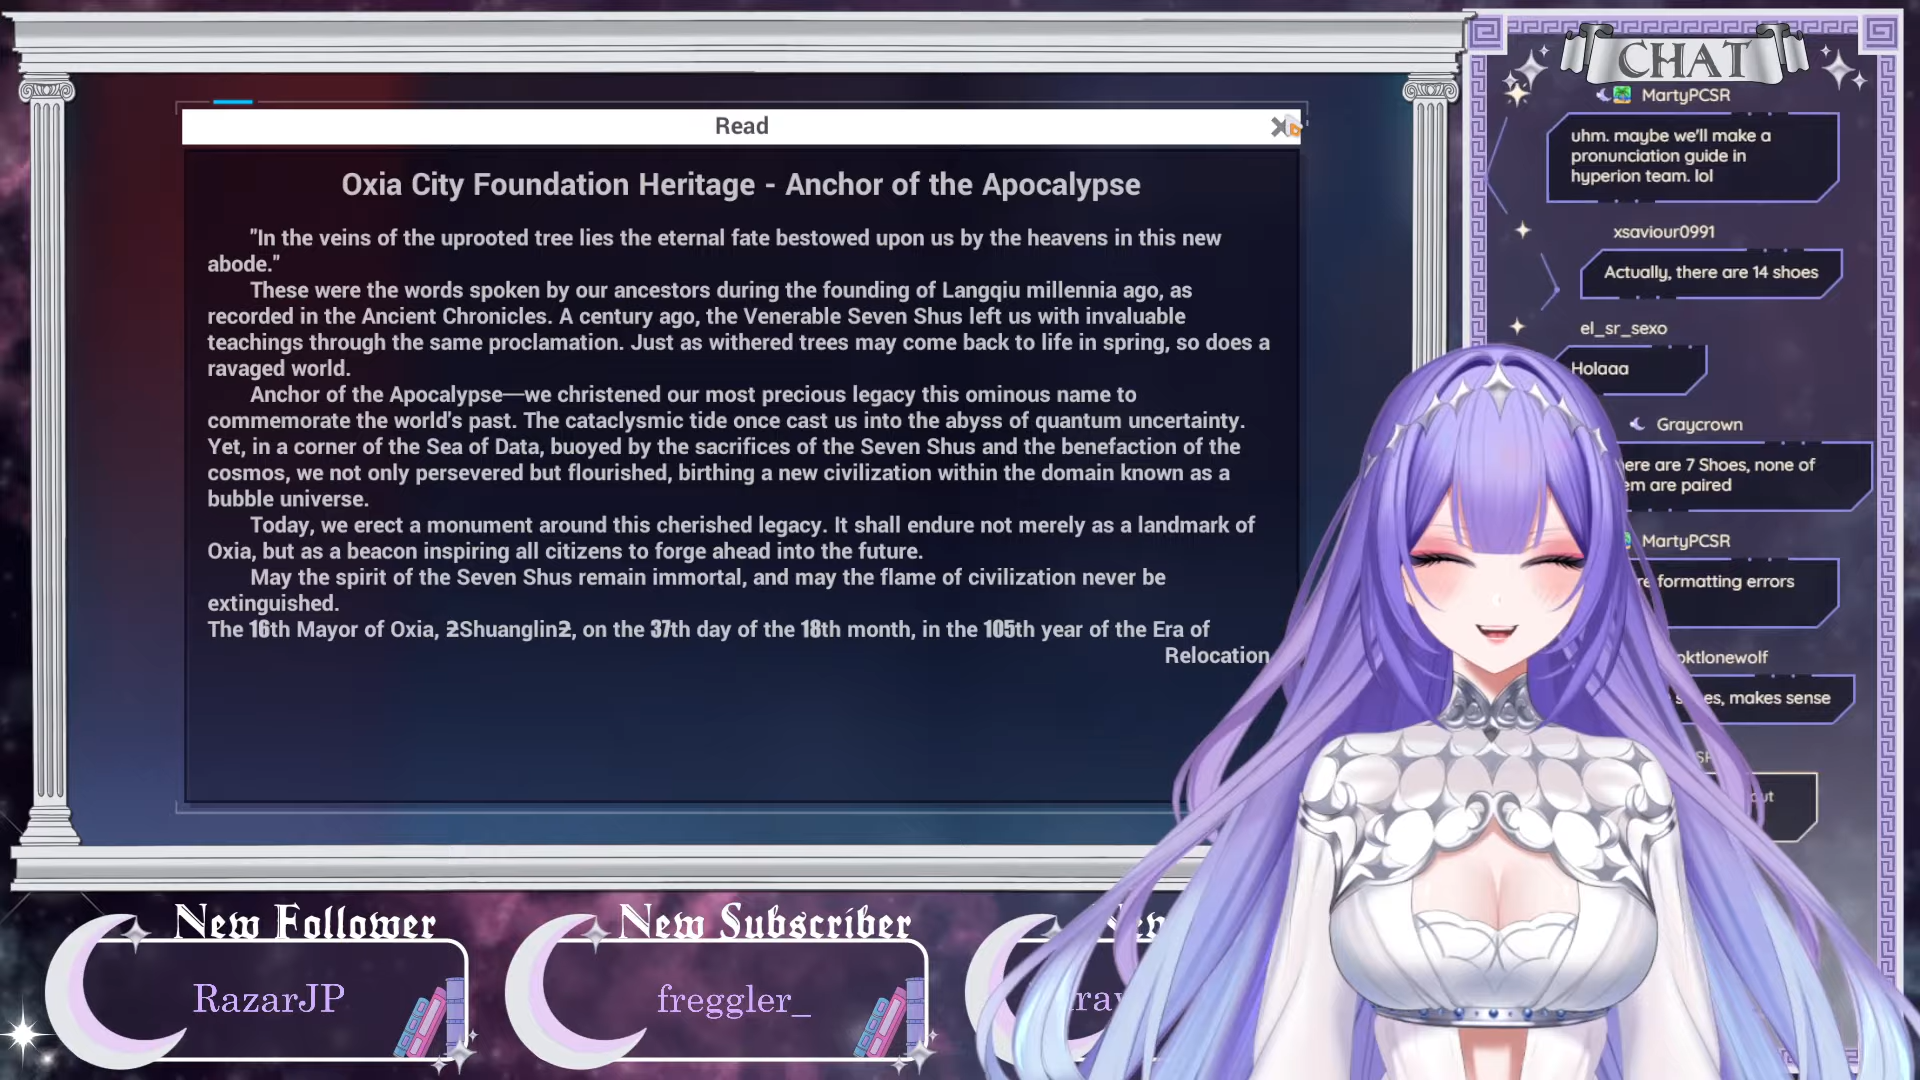 Read
Oxia City Foundation Heritage - Anchor of the Apocalypse
"In the veins of the uprooted tree lies the eternal fate bestowed upon us by the heavens in this new
abode."
These were the words spoken by our ancestors during the founding of Langqiu millennia ago, as
recorded in the Ancient Chronicles. A century ago, the Venerable Seven Shus left us with invaluable
teachings through the same proclamation. Just as withered trees may come back to life in spring, so does a
ravaged world.
Anchor of the Apocalypse—we christened our most precious legacy this ominous name to
commemorate the world's past. The cataclysmic tide once cast us into the abyss of quantum uncertainty.
Yet, in a corner of the Sea of Data, buoyed by the sacrifices of the Seven Shus and the benefaction of the
cosmos, we not only persevered but flourished, birthing a new civilization within the domain known as a
bubble universe.
Today, we erect a monument around this cherished legacy. It shall endure not merely as a landmark of
Oxia, but as a beacon inspiring all citizens to forge ahead into the future.
May the spirit of the Seven Shus remain immortal, and may the flame of civilization never be
extinguished.
The 16th Mayor of Oxia, 2Shuanglin2, on the 37th day of the 18th month, in the 105th year of the Era of
Relocation
CHAT
MartyPCSR
uhm. maybe we'll make a
pronunciation guide in
hyperion team. lol
xsaviour0991
Actually, there are 14 shoes
el_sr_sexo
Holaaa
Graycrown
are 7 Shoes, none of
are paired
MartyPCSR
formatting errors
makes sense
New Follower
RazarJP
New Subscriber
freggler_